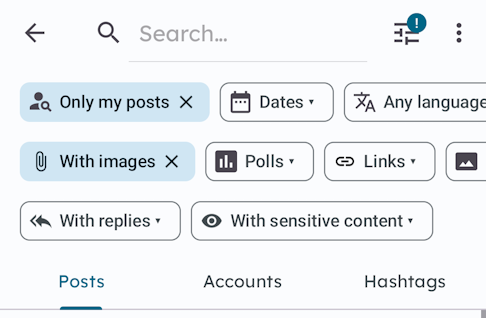 Search...
!
Only my posts
Dates
Any language
With images
Polls
Links
With replies
With sensitive content
Posts
Accounts
Hashtags